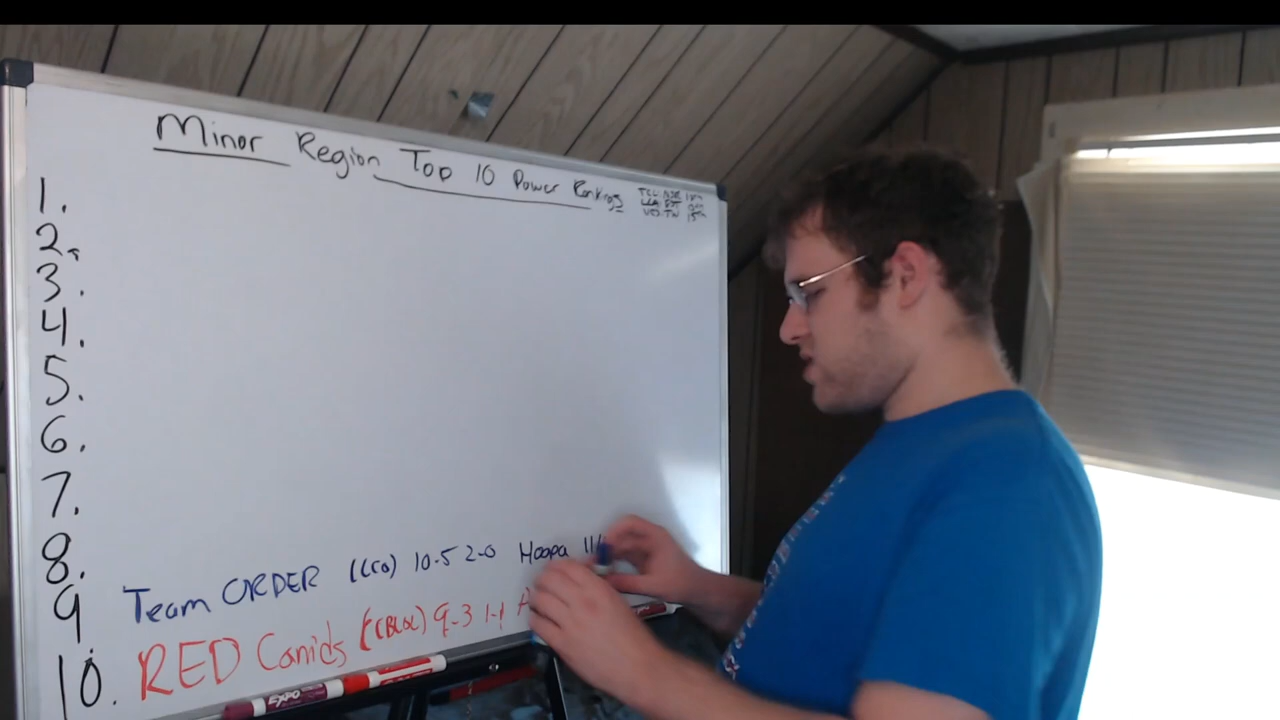 Minor Region Top 10 Power Rankings
1.
2.
3.
4.
5.
6.
7.
8.
9 Team ORDER (LCO) 10-5 2-0 Hoopa
10. RED Canids (CBLOL) 9-3 1-1
EXPO